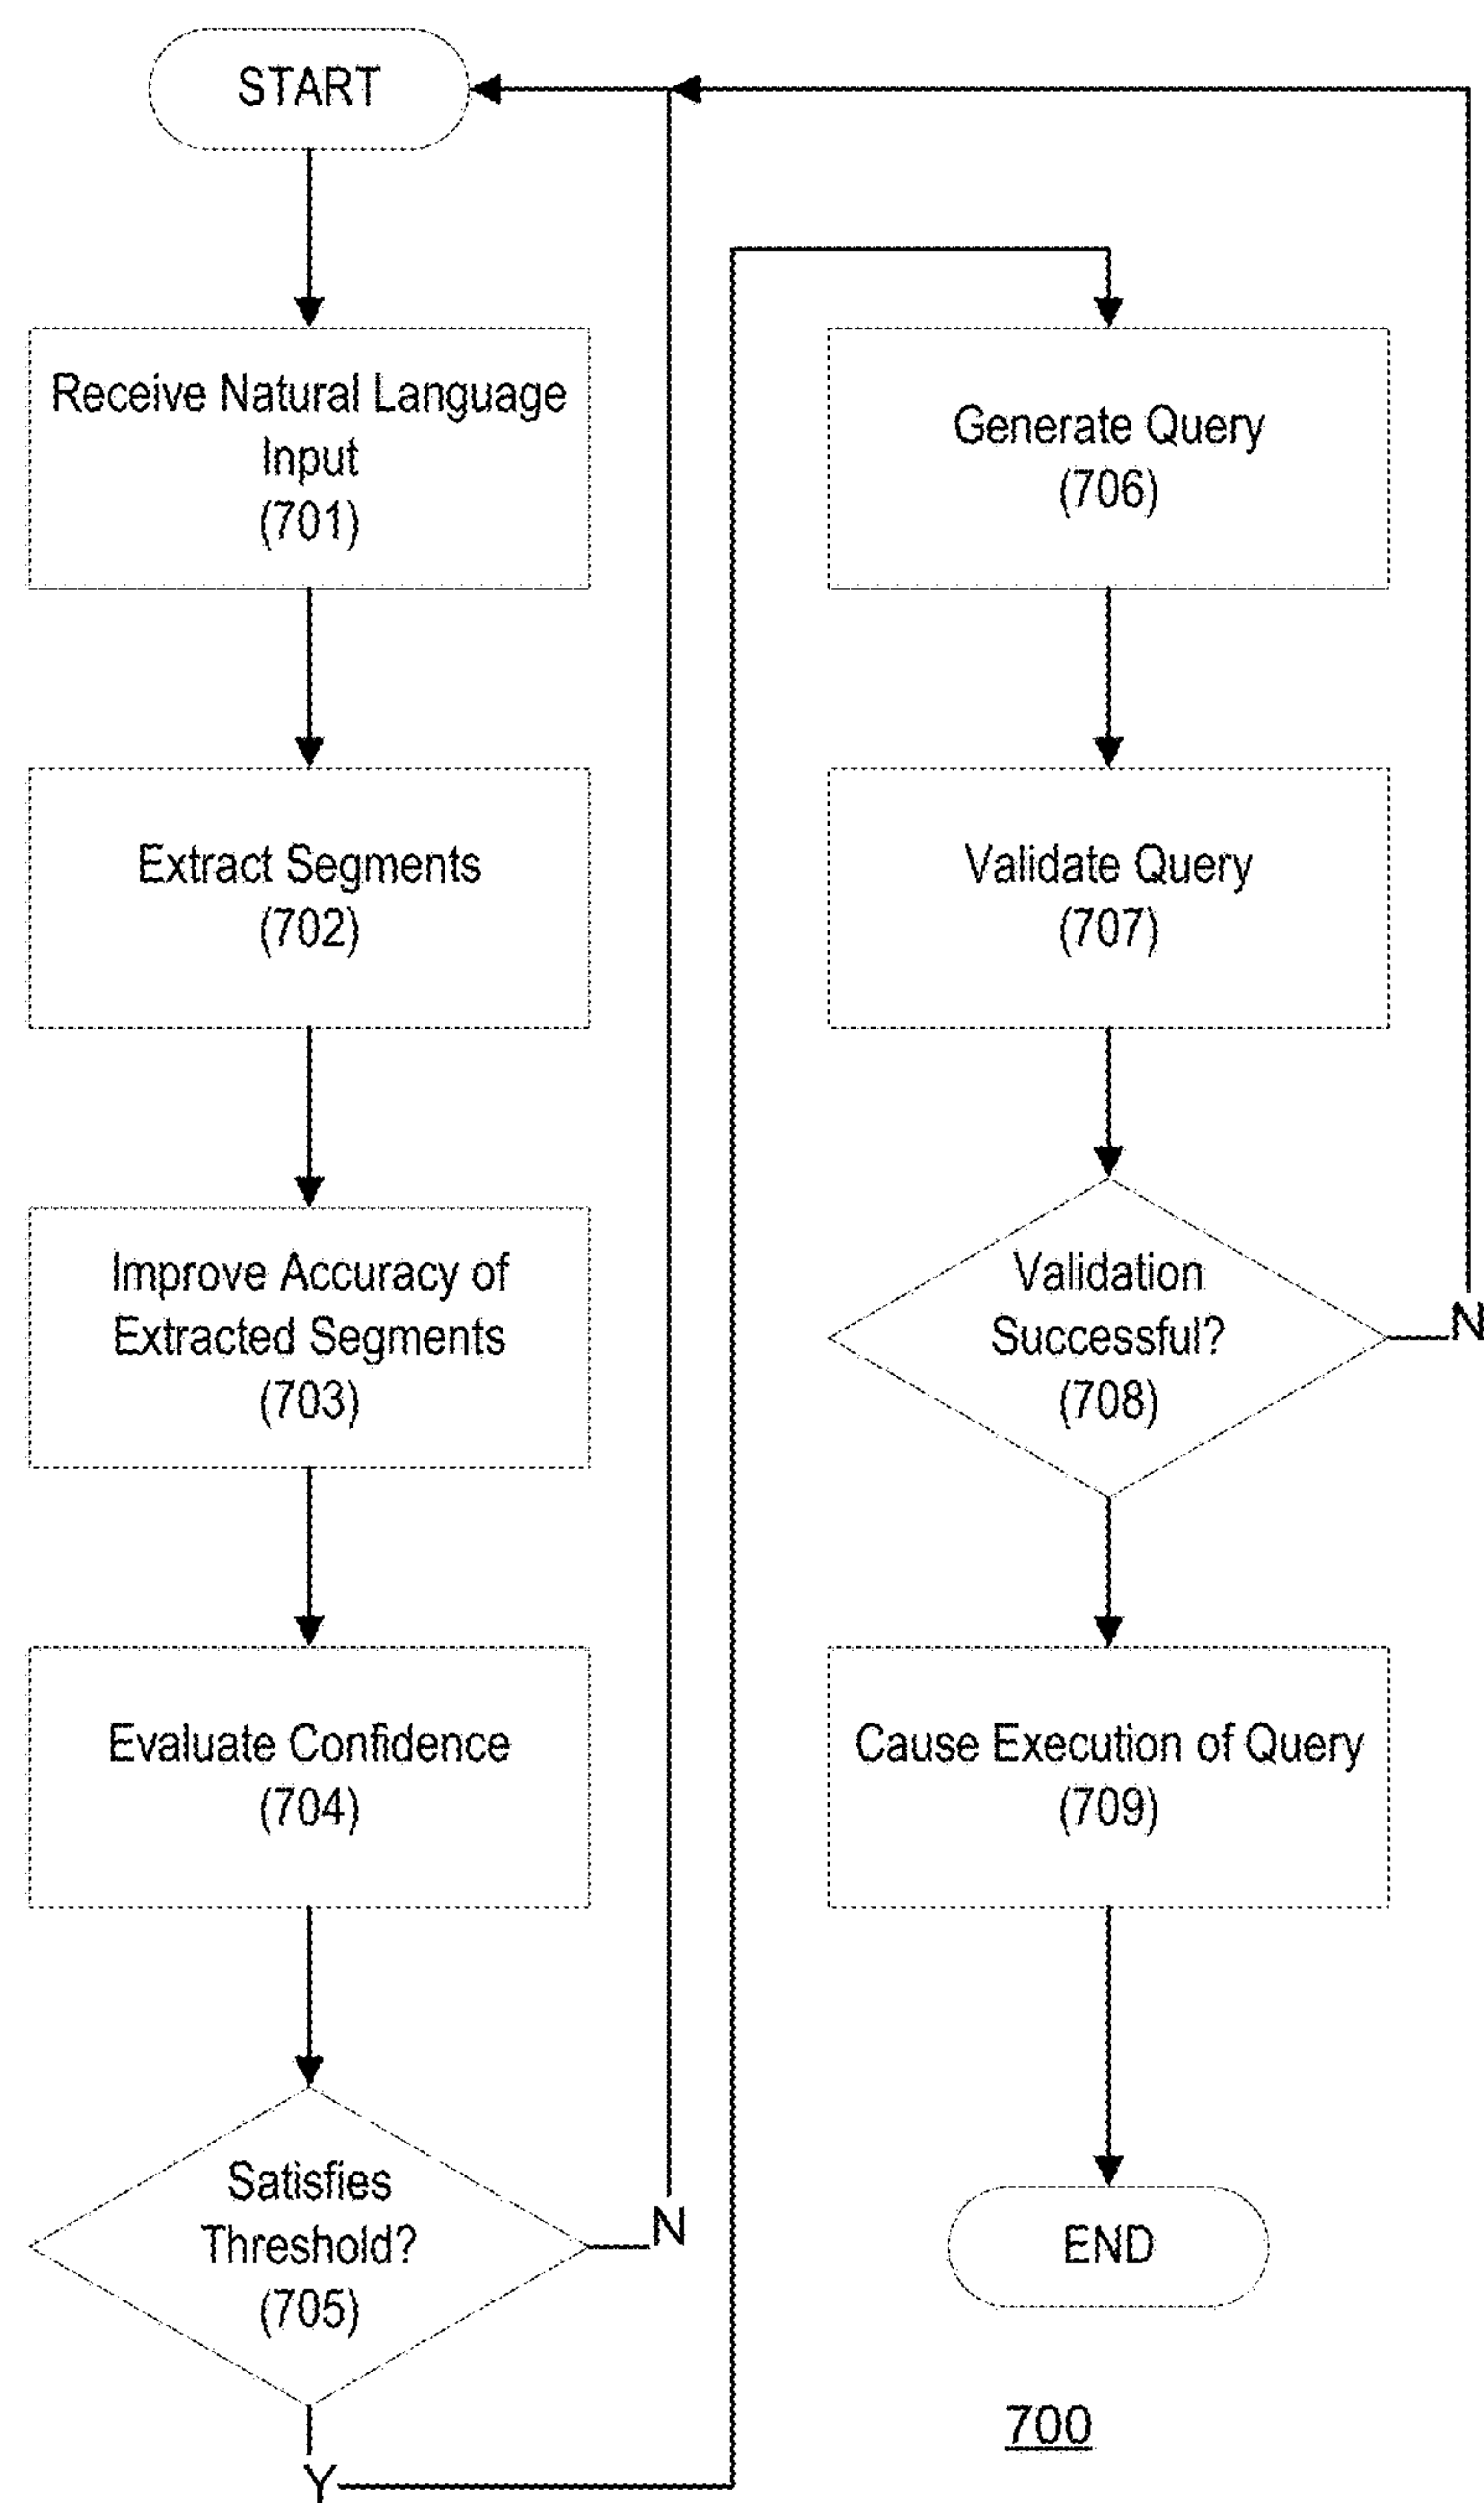 START
Receive Natural Language
Input
(701)
Extract Segments
(702)
Improve Accuracy of
Extracted Segments
(703)
Evaluate Confidence
(704)
Satisfies
Threshold?
(705)
N
Y
Generate Query
(706)
Validate Query
(707)
Validation
Successful?
(708)
N
Cause Execution of Query
(709)
END
700